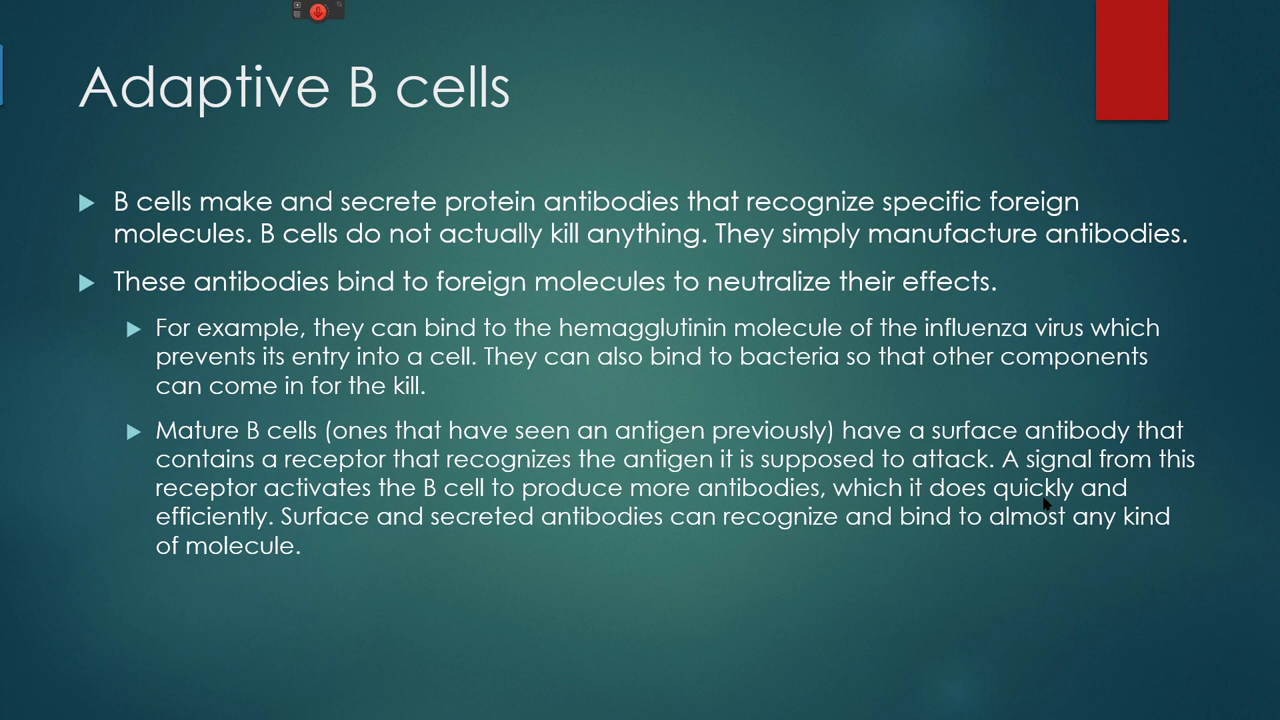 Adaptive B cells
B cells make and secrete protein antibodies that recognize specific foreign
molecules. B cells do not actually kill anything. They simply manufacture antibodies.
These antibodies bind to foreign molecules to neutralize their effects.
For example, they can bind to the hemagglutinin molecule of the influenza virus which
prevents its entry into a cell. They can also bind to bacteria so that other components
can come in for the kill.
Mature B cells (ones that have seen an antigen previously) have a surface antibody that
contains a receptor that recognizes the antigen it is supposed to attack. A signal from this
receptor activates the B cell to produce more antibodies, which it does quickly and
efficiently. Surface and secreted antibodies can recognize and bind to almost any kind
of molecule.